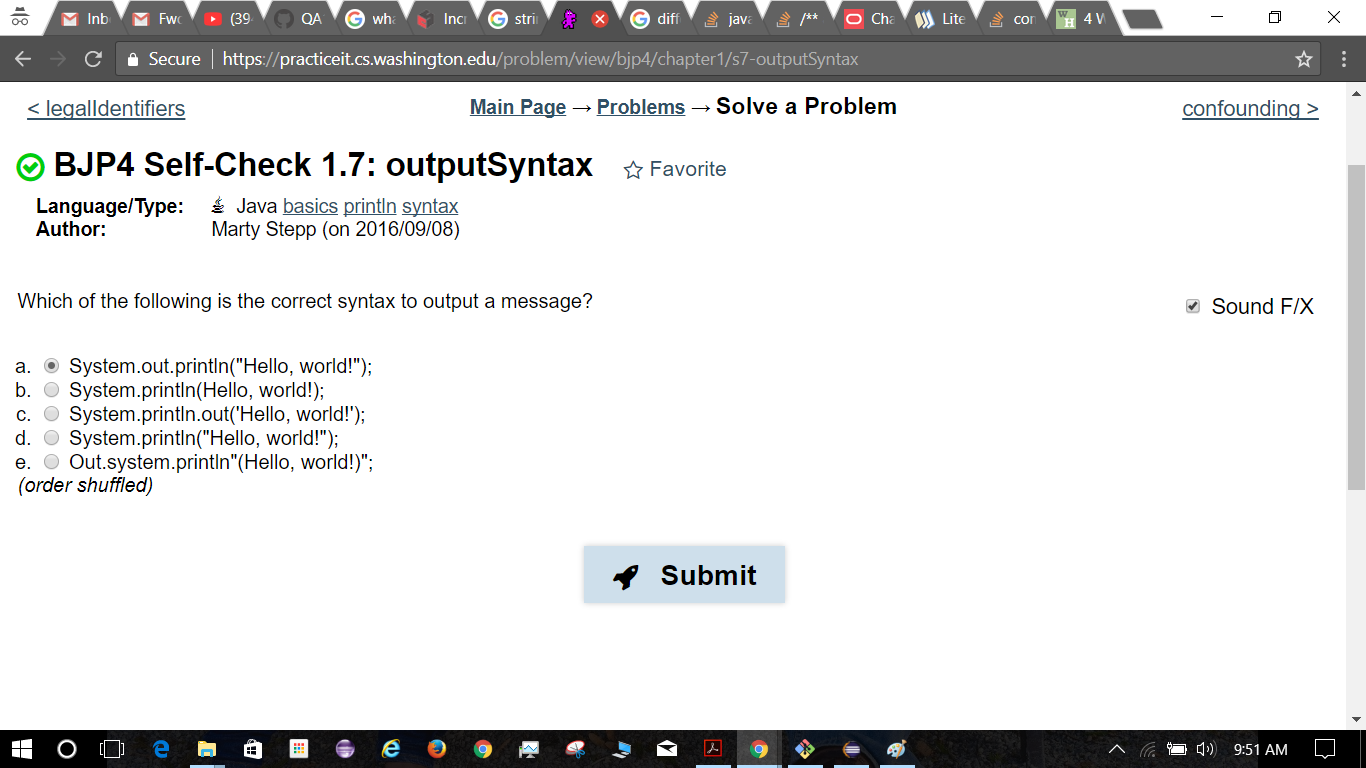 Inb Fwc (39 QA wha Incr stri diff java /** Cha Lite cor 4 W
Secure https://practiceit.cs.washington.edu/problem/view/bjp4/chapter1/s7-outputSyntax
< legalIdentifiers Main Page → Problems → Solve a Problem confounding >
BJP4 Self-Check 1.7: outputSyntax Favorite
Language/Type: Java basics println syntax
Author: Marty Stepp (on 2016/09/08)
Which of the following is the correct syntax to output a message?
Sound F/X
a. System.out.println("Hello, world!");
b. System.println(Hello, world!);
c. System.println.out('Hello, world!');
d. System.println("Hello, world!");
e. Out.system.println"(Hello, world!)";
(order shuffled)
Submit
9:51 AM